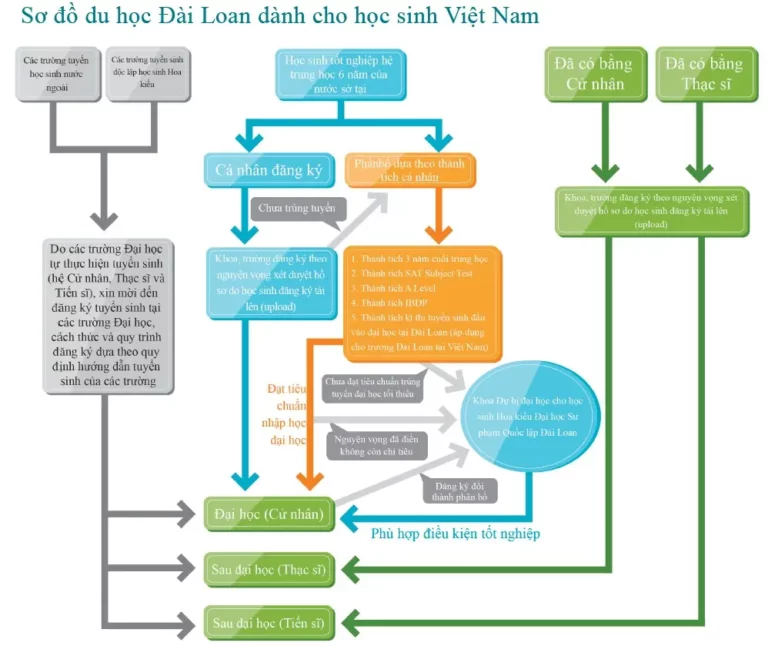 Sơ đồ du học Đài Loan dành cho học sinh Việt Nam
Các trường tuyển
học sinh nước
ngoài
Các trường tuyển sinh
độc lập học sinh Hoa
kiều
Học sinh tốt nghiệp hệ
trung học 6 năm của
nước sở tại
Đã có bằng
Cử nhân
Đã có bằng
Thạc sĩ
Cá nhân đăng ký
Phân bổ dựa theo thành
tích cá nhân
Chưa trúng tuyển
Khoa, trường đăng ký theo nguyện vọng xét
duyệt hồ sơ do học sinh đăng ký tải lên
(upload)
Do các trường Đại học
tự thực hiện tuyển sinh
(hệ Cử nhân, Thạc sĩ và
Tiến sĩ), xin mời đến
đăng ký tuyển sinh tại
các trường Đại học,
cách thức và quy trình
đăng ký dựa theo quy
định hướng dẫn tuyển
sinh của các trường
Khoa, trường đăng ký theo
nguyện vọng xét duyệt hồ
sơ do học sinh đăng ký tải
lên (upload)
1. Thành tích 3 năm cuối trung học
2. Thành tích SAT Subject Test
3. Thành tích A Level
4. Thành tích IBDP
5. Thành tích kì thi tuyển sinh đầu
vào đại học tại Đài Loan (áp dụng
cho trường Đài Loan tại Việt Nam)
Chưa đạt tiêu chuẩn trúng
tuyển đại học tối thiểu
Đạt tiêu
chuẩn
nhập học
đại học
Khoa Dự bị đại học cho học
sinh Hoa kiều Đại học Sư
phạm Quốc lập Đài Loan
Nguyện vọng đã điền
không còn chỉ tiêu
Đăng ký đổi
thành phân bổ
Đại học (Cử nhân)
Phù hợp điều kiện tốt nghiệp
Sau đại học (Thạc sĩ)
Sau đại học (Tiến sĩ)